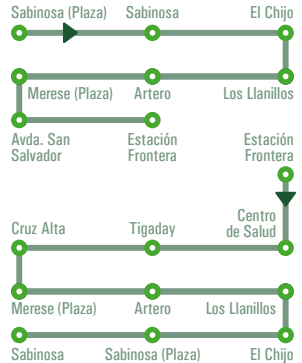 Sabinosa (Plaza) Sabinosa El Chijo
Merese (Plaza) Artero Los Llanillos
Avda. San
Salvador
Estación
Frontera
Estación
Frontera
Centro
de Salud
Cruz Alta Tigaday
Merese (Plaza) Artero Los Llanillos
Sabinosa Sabinosa (Plaza) El Chijo